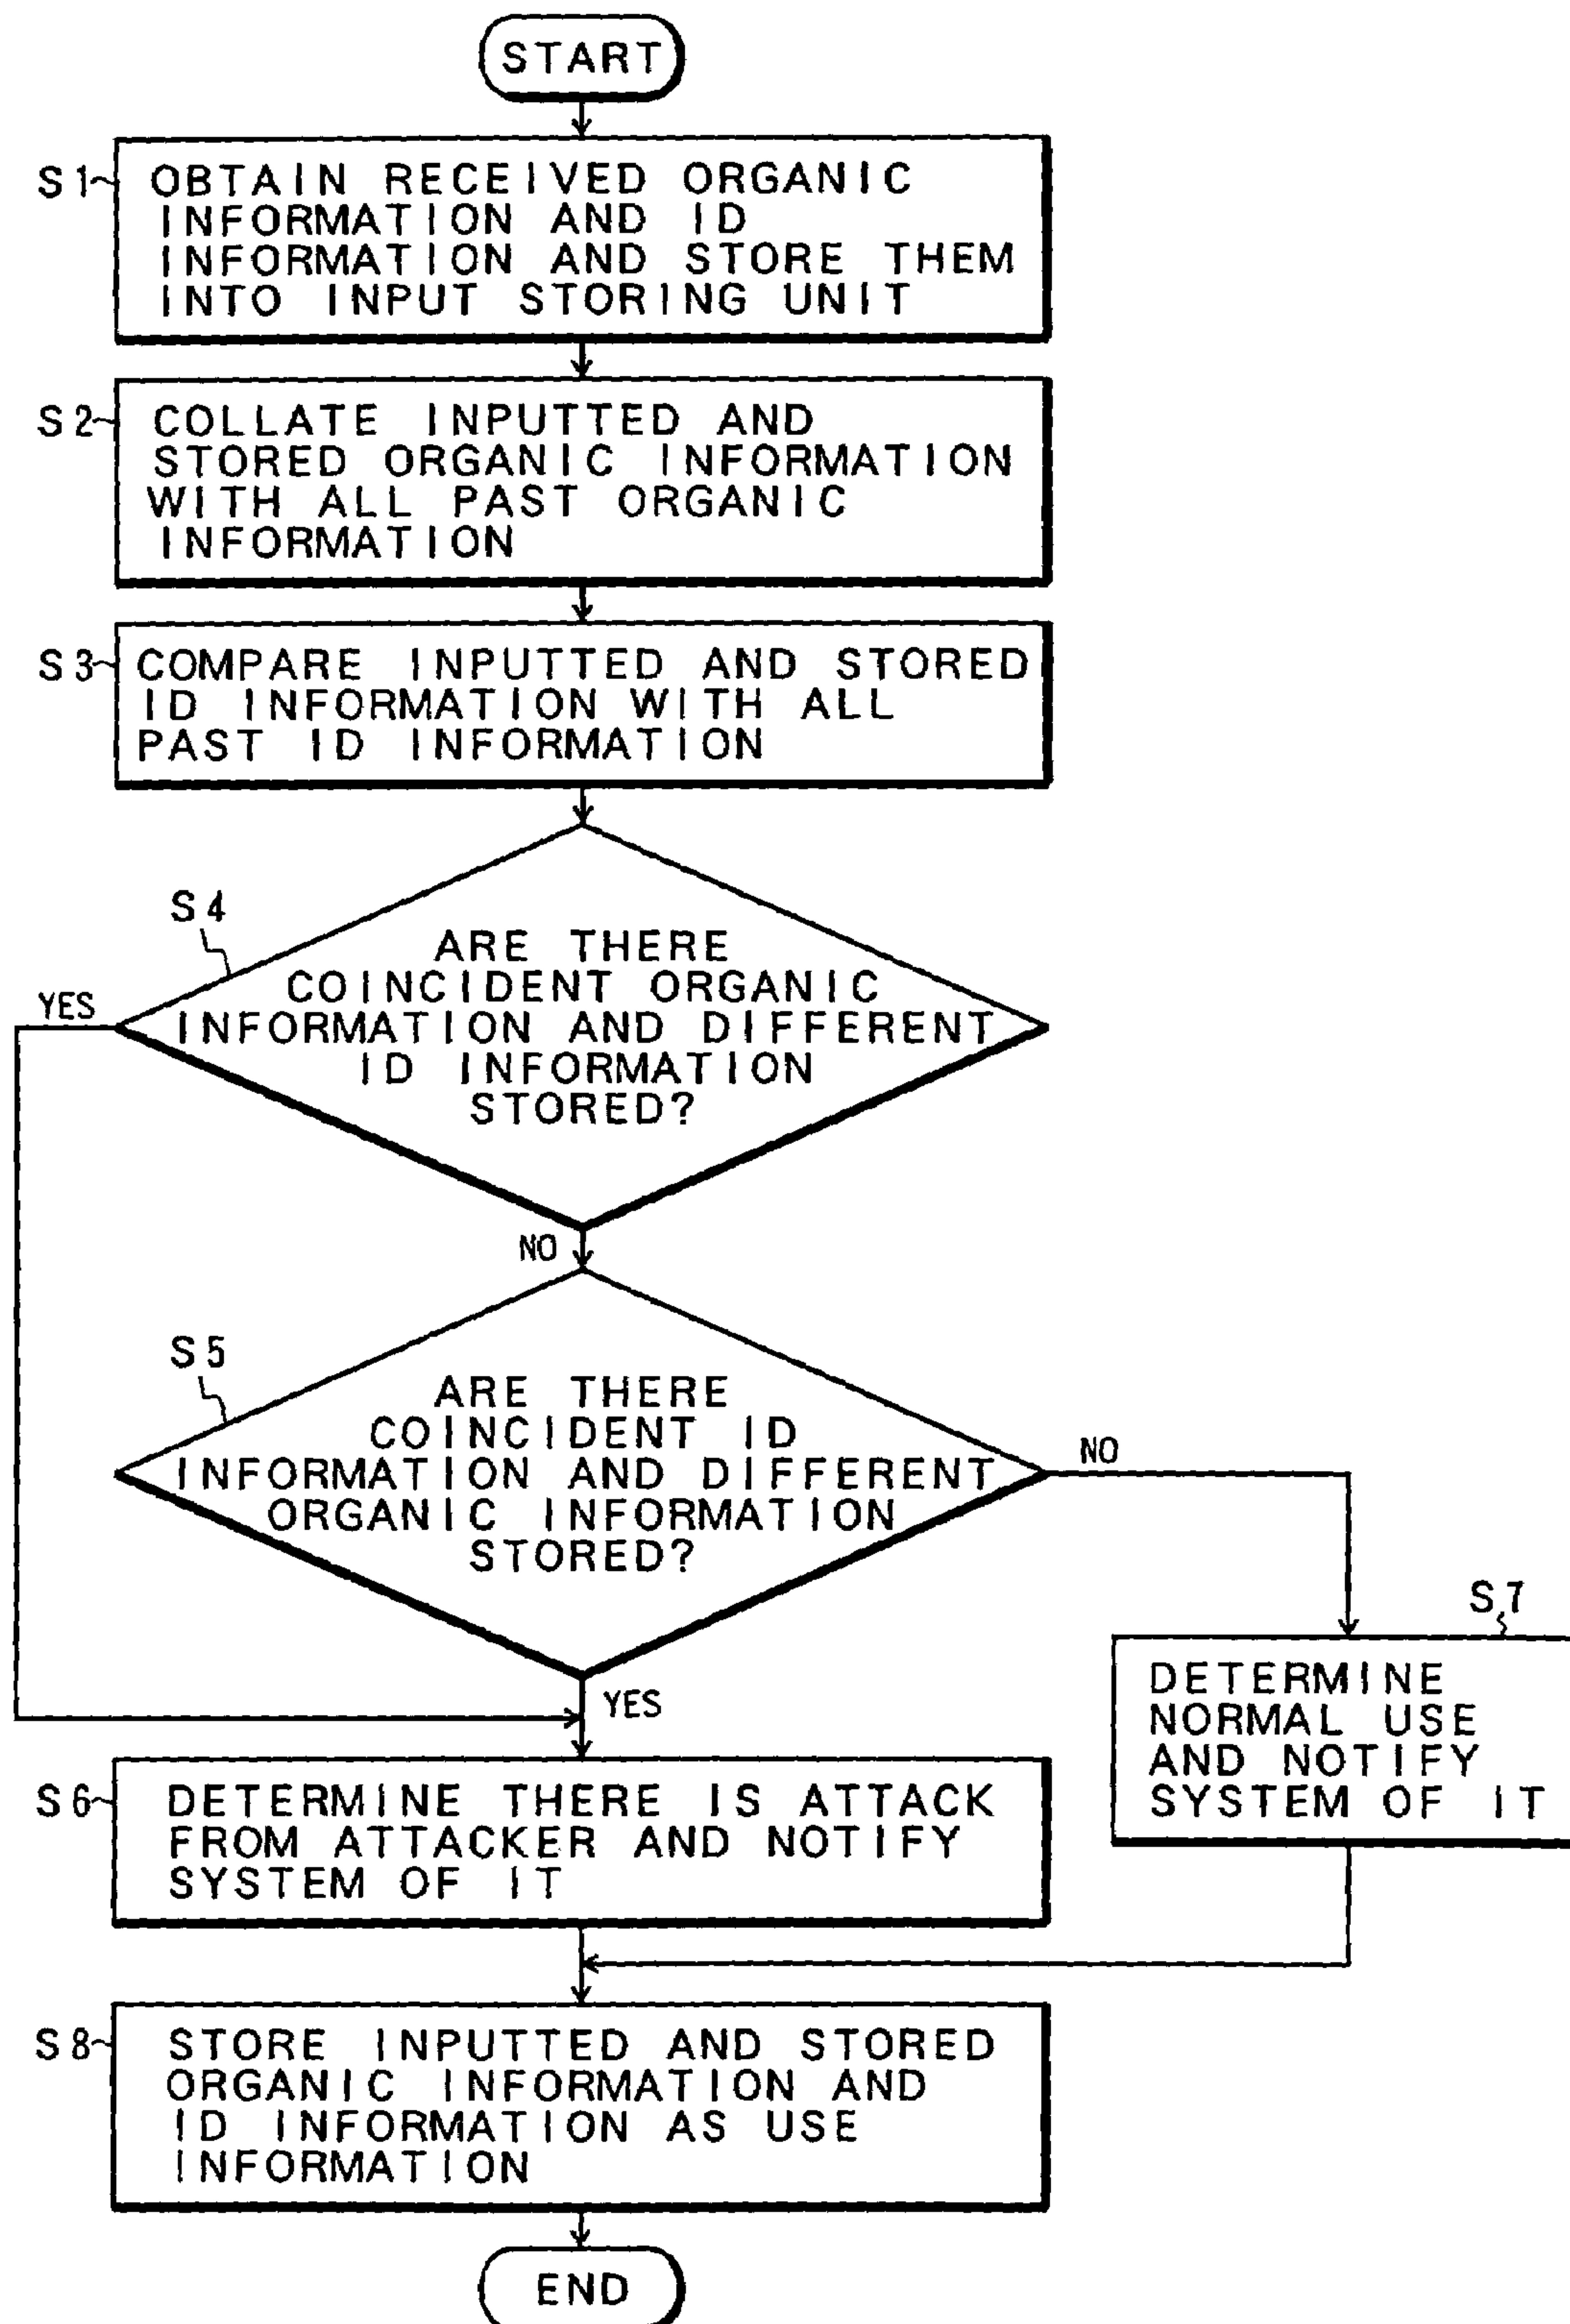 START
S1
OBTAIN RECEIVED ORGANIC
INFORMATION AND ID
INFORMATION AND STORE THEM
INTO INPUT STORING UNIT
S2
COLLATE INPUTTED AND
STORED ORGANIC INFORMATION
WITH ALL PAST ORGANIC
INFORMATION
S3
COMPARE INPUTTED AND STORED
ID INFORMATION WITH ALL
PAST ID INFORMATION
S4
ARE THERE
COINCIDENT ORGANIC
INFORMATION AND DIFFERENT
ID INFORMATION
STORED?
YES
NO
S5
ARE THERE
COINCIDENT ID
INFORMATION AND DIFFERENT
ORGANIC INFORMATION
STORED?
NO
YES
S7
DETERMINE
NORMAL USE
AND NOTIFY
SYSTEM OF IT
S6
DETERMINE THERE IS ATTACK
FROM ATTACKER AND NOTIFY
SYSTEM OF IT
S8
STORE INPUTTED AND STORED
ORGANIC INFORMATION AND
ID INFORMATION AS USE
INFORMATION
END